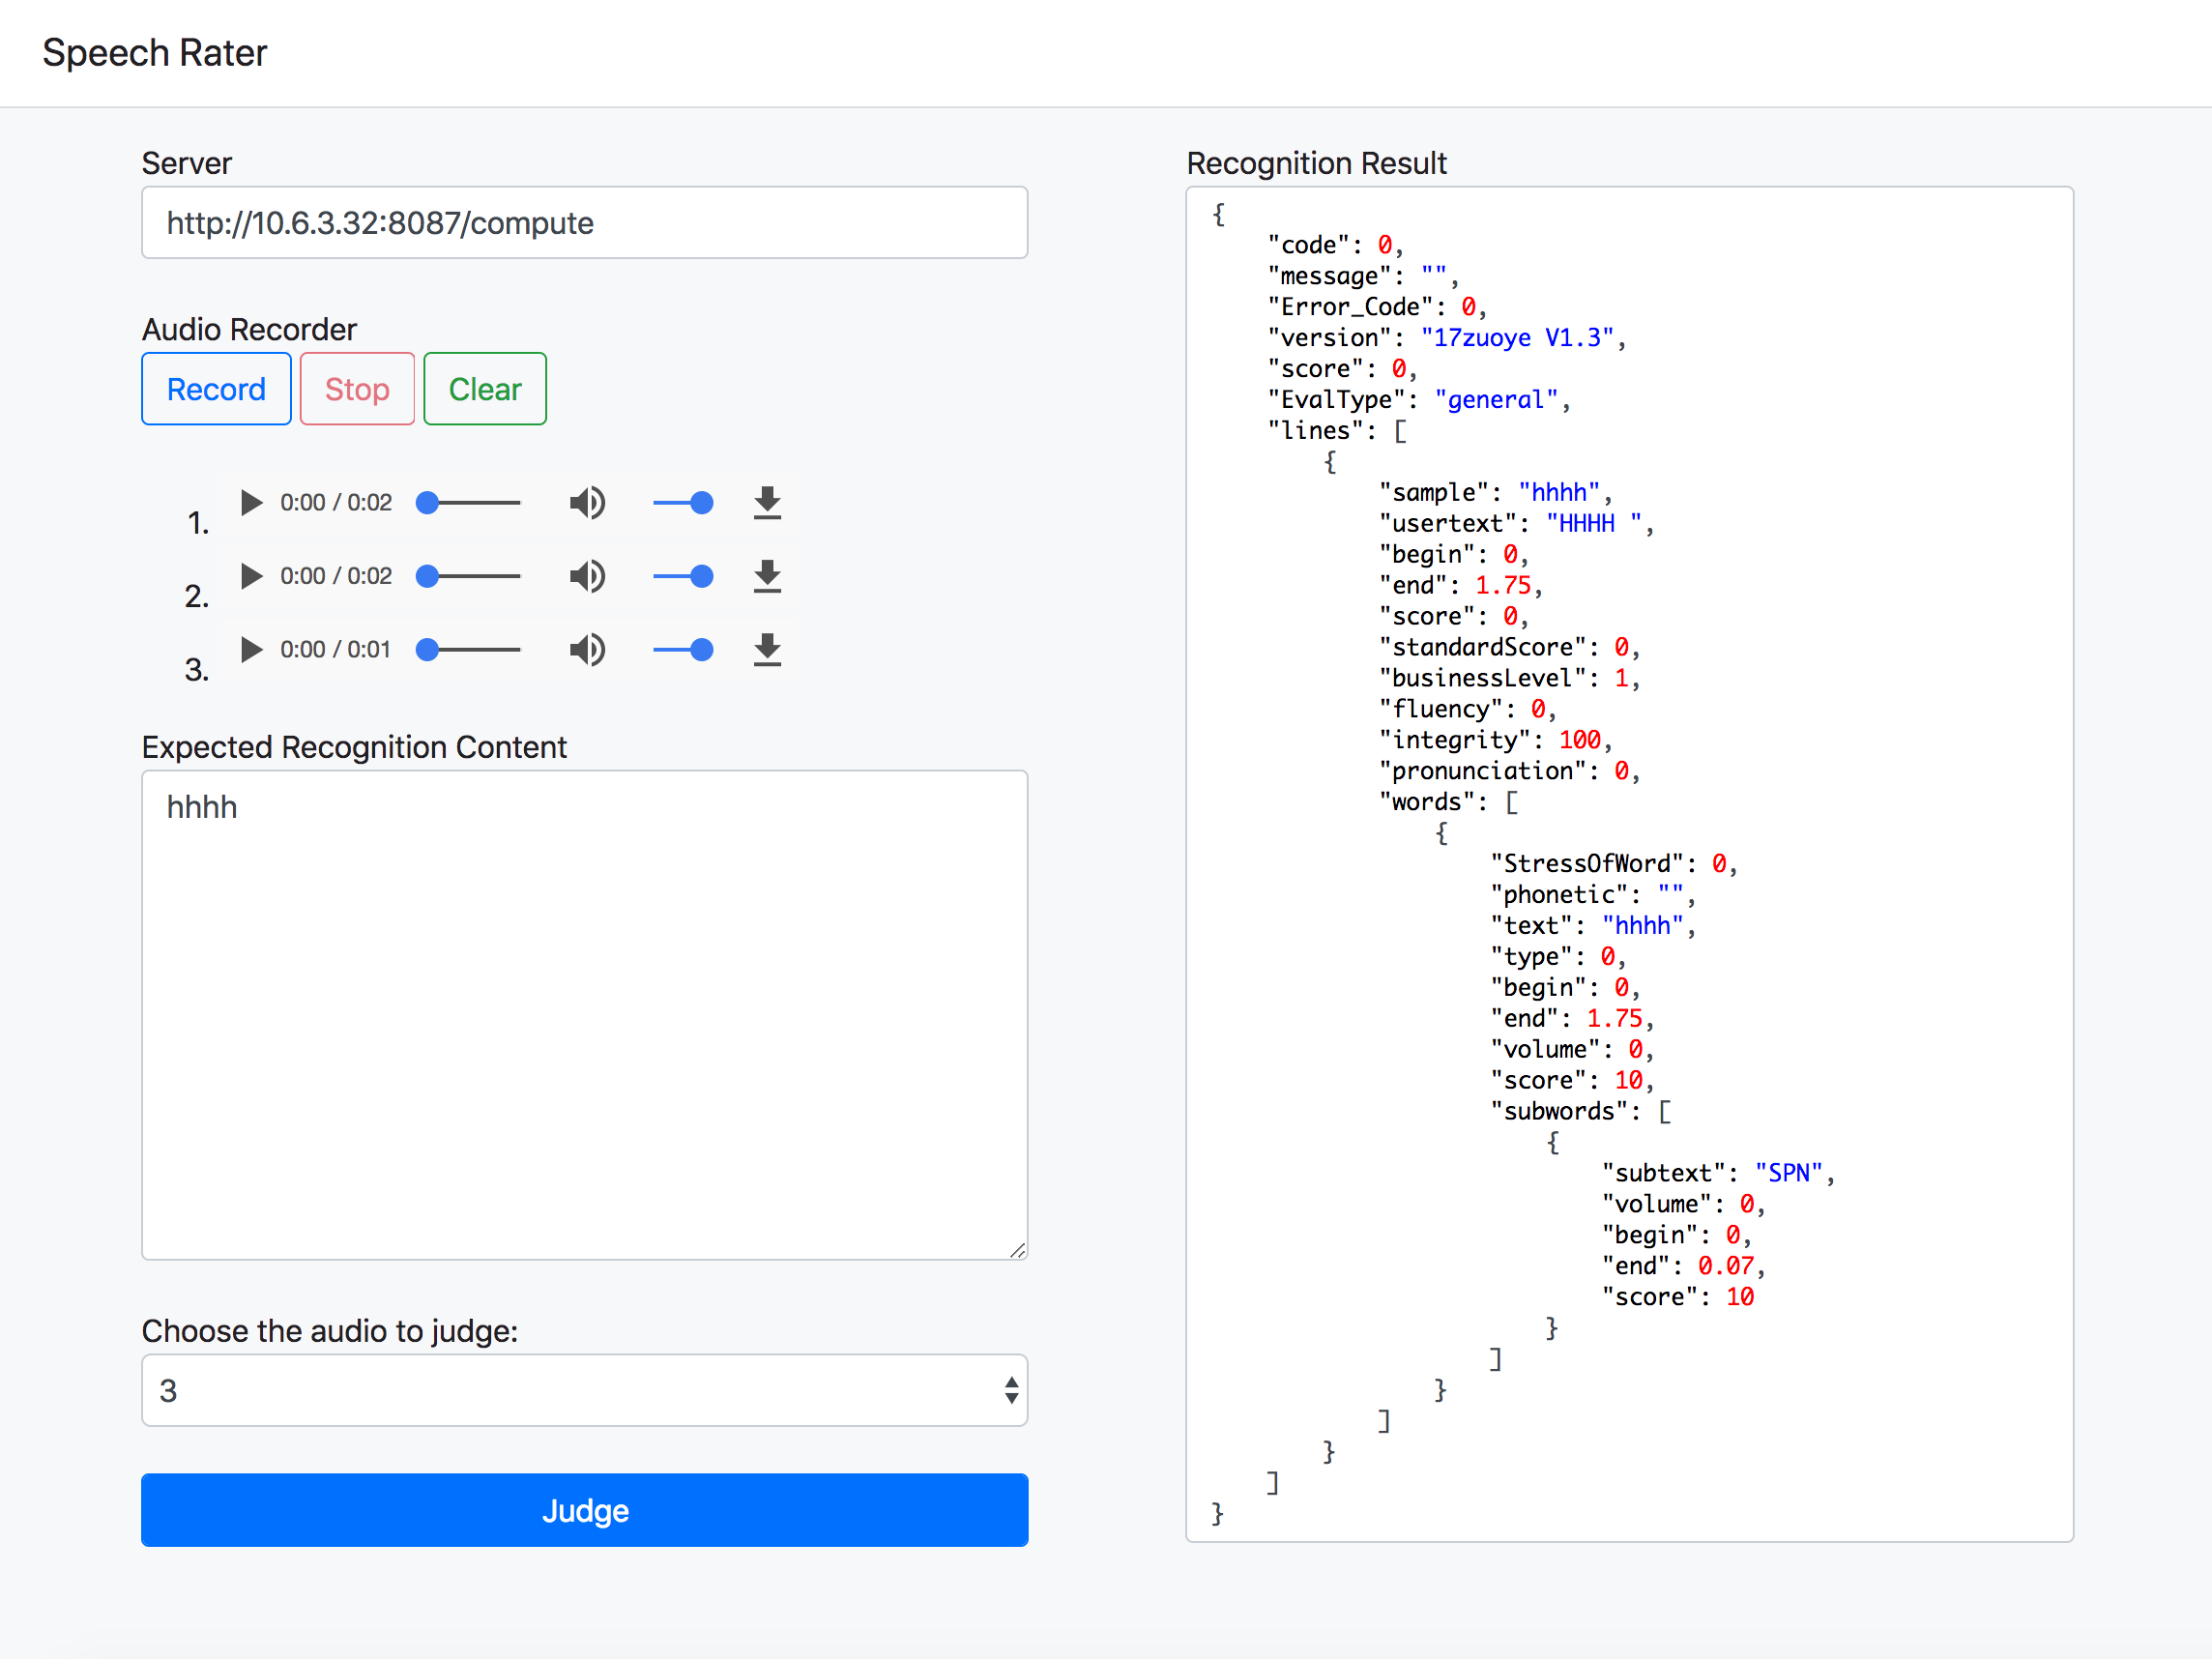 Speech Rater
Server
http://10.6.3.32:8087/compute
Audio Recorder
Record Stop Clear
1. 0:00 / 0:02
2. 0:00 / 0:02
3. 0:00 / 0:01
Expected Recognition Content
hhhh
Choose the audio to judge:
3
Judge
Recognition Result
{
    "code": 0,
    "message": "",
    "Error_Code": 0,
    "version": "17zuoye V1.3",
    "score": 0,
    "EvalType": "general",
    "lines": [
        {
            "sample": "hhhh",
            "usertext": "HHHH ",
            "begin": 0,
            "end": 1.75,
            "score": 0,
            "standardScore": 0,
            "businessLevel": 1,
            "fluency": 0,
            "integrity": 100,
            "pronunciation": 0,
            "words": [
                {
                    "StressOfWord": 0,
                    "phonetic": "",
                    "text": "hhhh",
                    "type": 0,
                    "begin": 0,
                    "end": 1.75,
                    "volume": 0,
                    "score": 10,
                    "subwords": [
                        {
                            "subtext": "SPN",
                            "volume": 0,
                            "begin": 0,
                            "end": 0.07,
                            "score": 10
                        }
                    ]
                }
            ]
        }
    ]
}